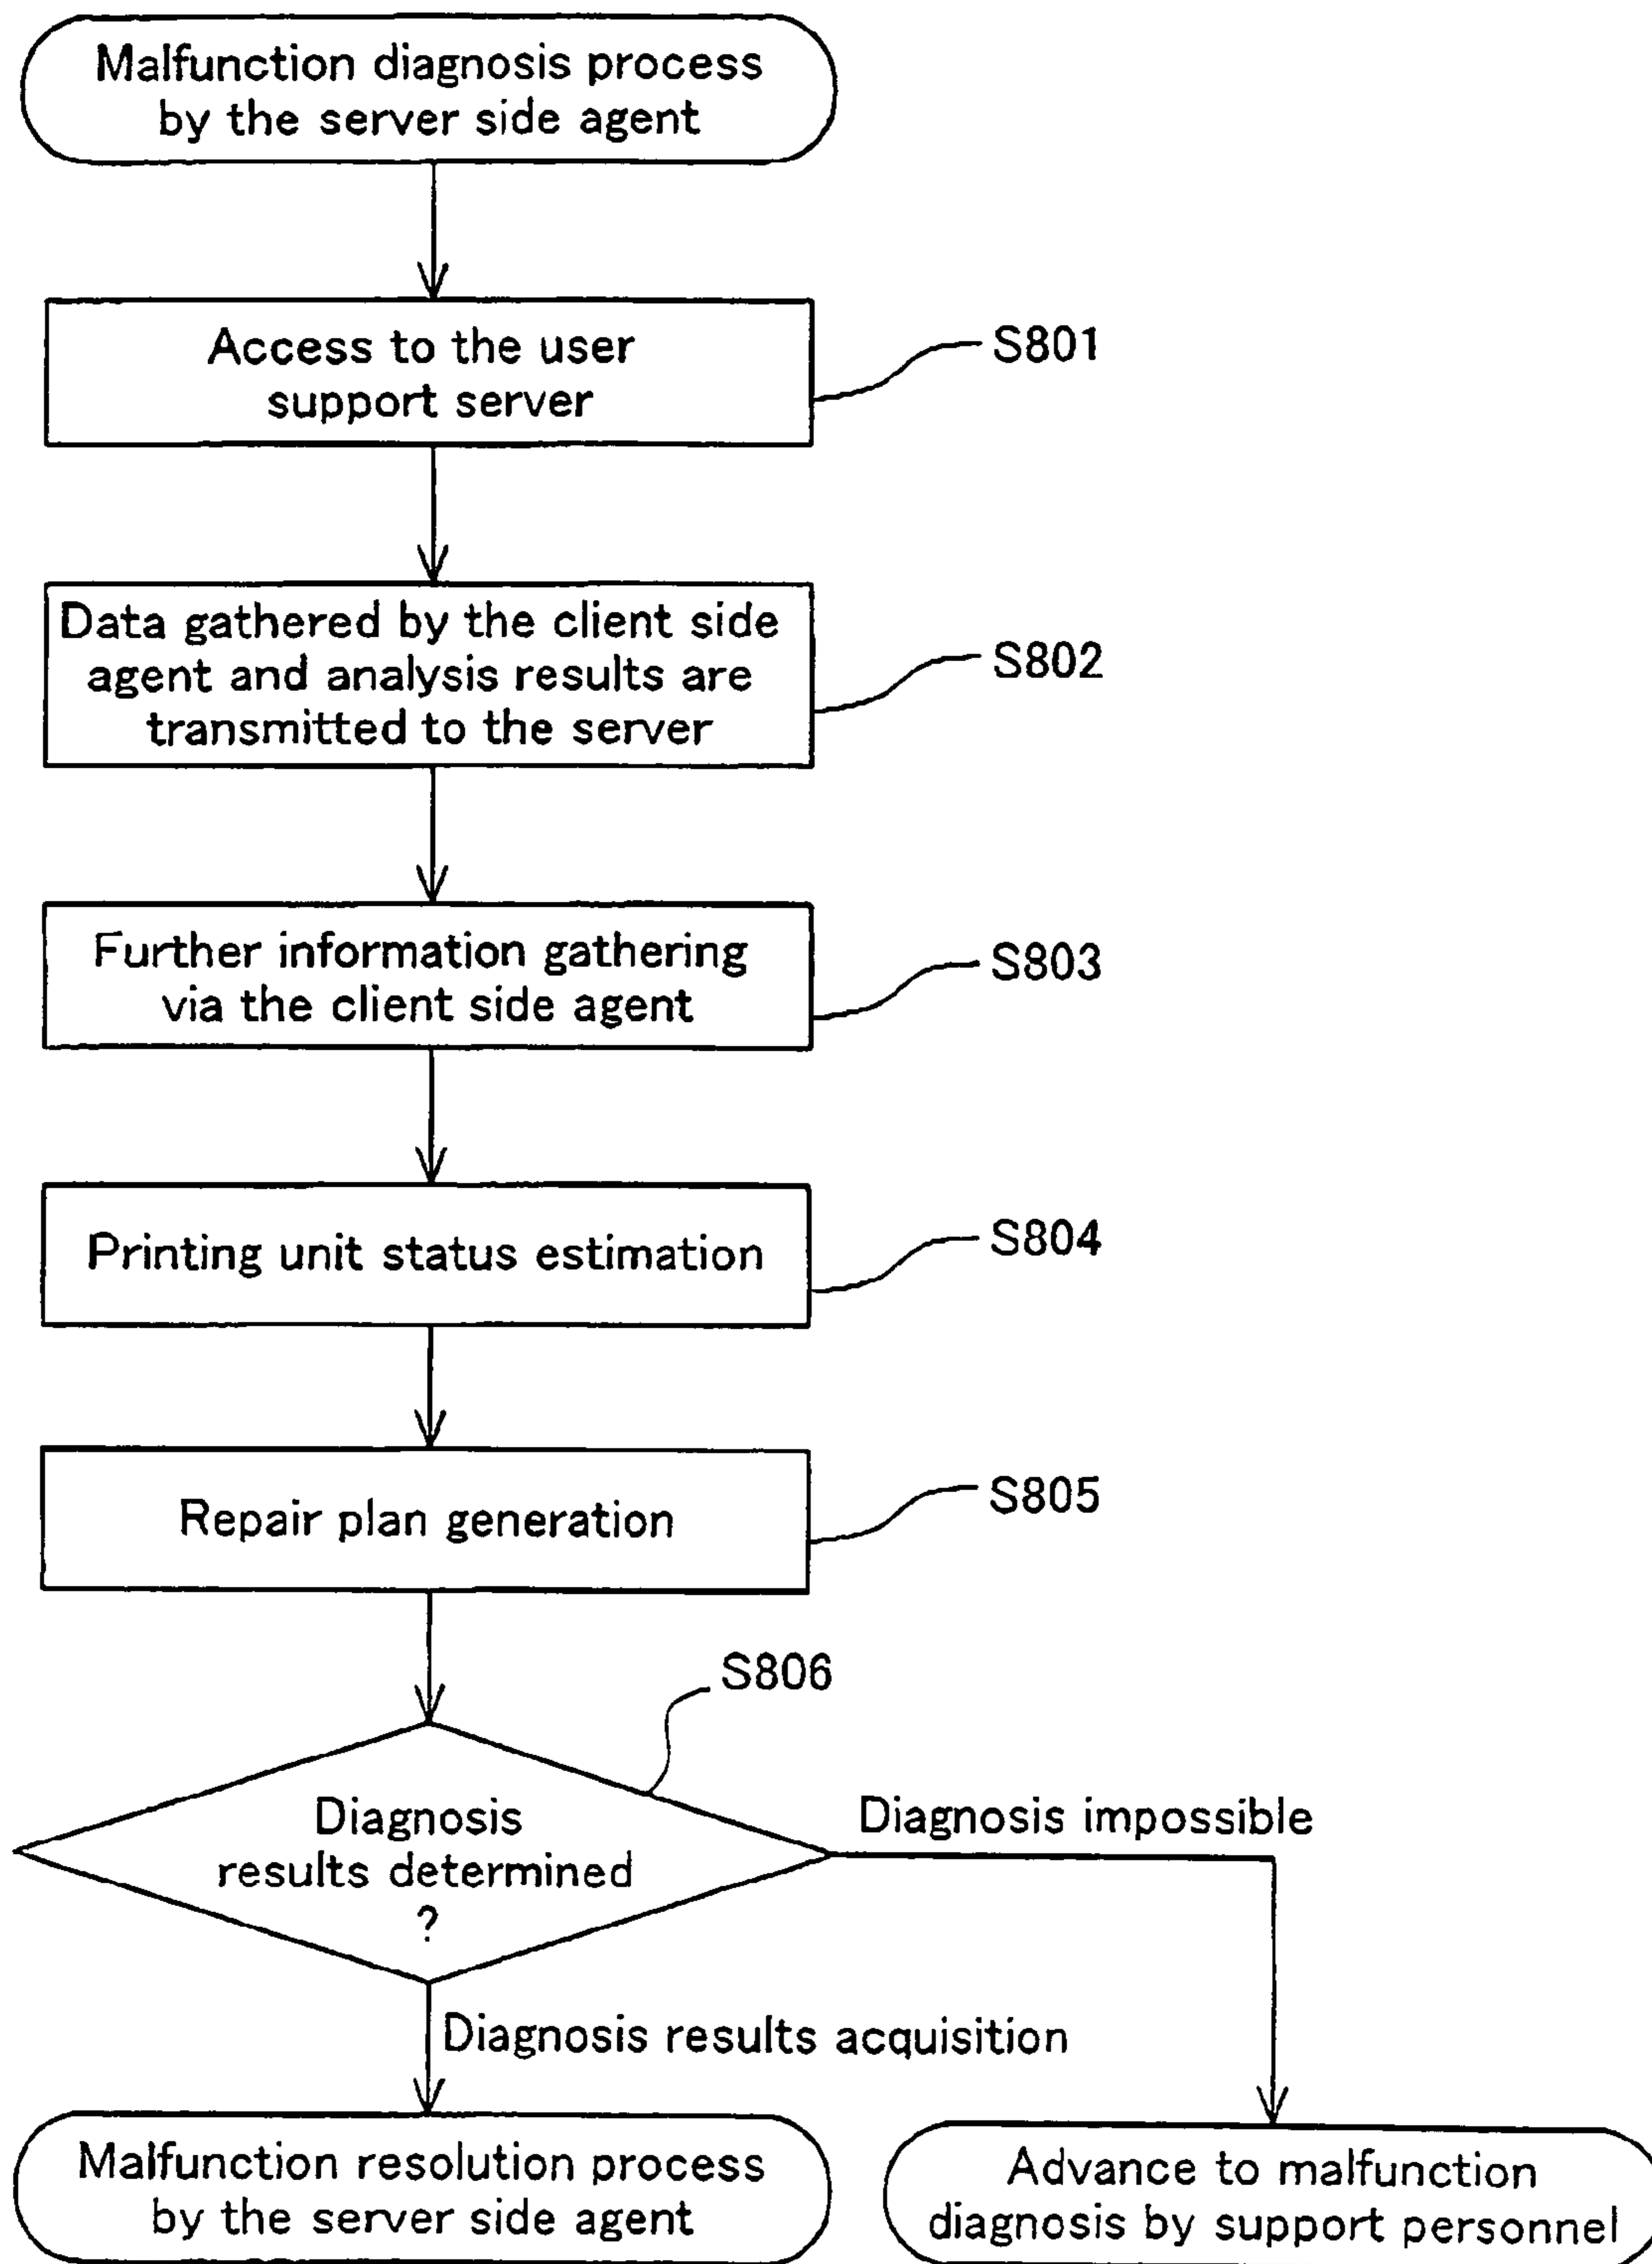 Malfunction diagnosis process
by the server side agent
Access to the user
support server
S801
Data gathered by the client side
agent and analysis results are
transmitted to the server
S802
Further information gathering
via the client side agent
S803
Printing unit status estimation
S804
Repair plan generation
S805
S806
Diagnosis
results determined
?
Diagnosis impossible
Diagnosis results acquisition
Malfunction resolution process
by the server side agent
Advance to malfunction
diagnosis by support personnel